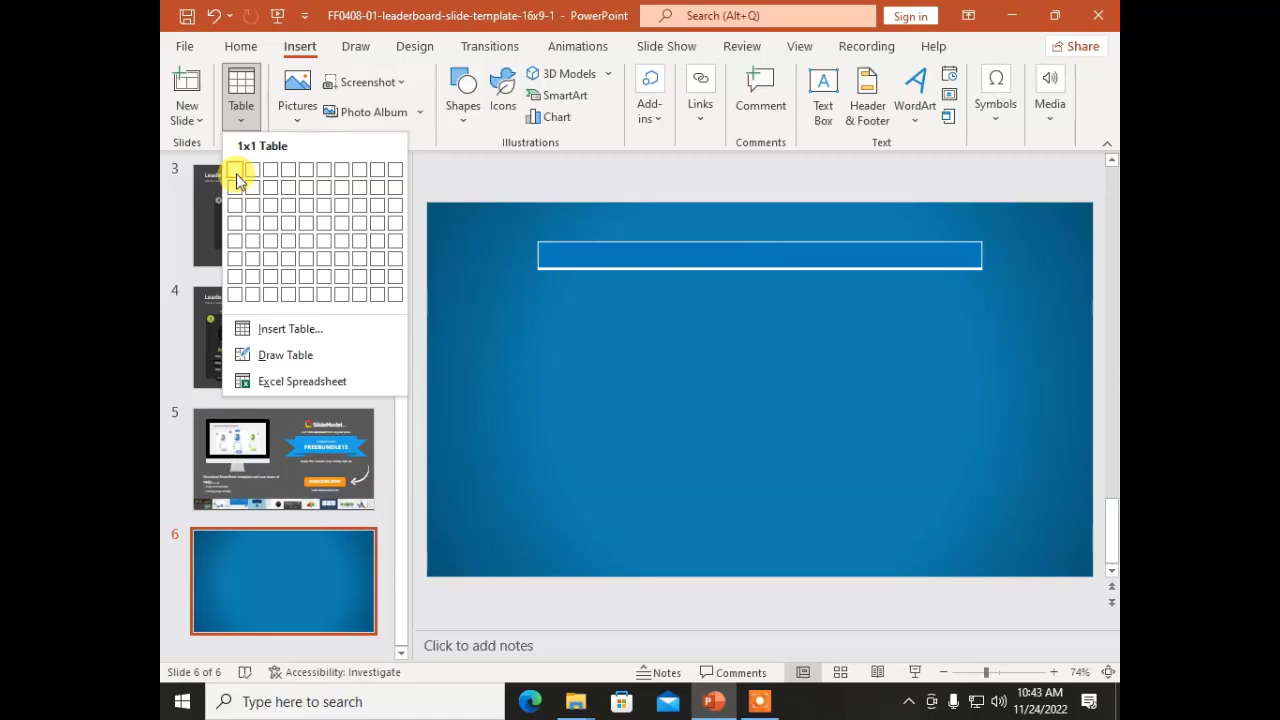 FF0408-01-leaderboard-slide-template-16x9-1 - PowerPoint
Search (Alt+Q)
Sign in
File Home Insert Draw Design Transitions Animations Slide Show Review View Recording Help Share
New Slide
Table
Pictures
Screenshot
Photo Album
Shapes
Icons
3D Models
SmartArt
Chart
Add-ins
Links
Comment
Text Box
Header & Footer
WordArt
Symbols
Media
Slides
Illustrations
Comments
Text
1x1 Table
Insert Table...
Draw Table
Excel Spreadsheet
3
4
5
SlideModel
FREEBUNDLE15
6
Click to add notes
Slide 6 of 6
Accessibility: Investigate
Notes
Comments
74%
Type here to search
10:43 AM
11/24/2022